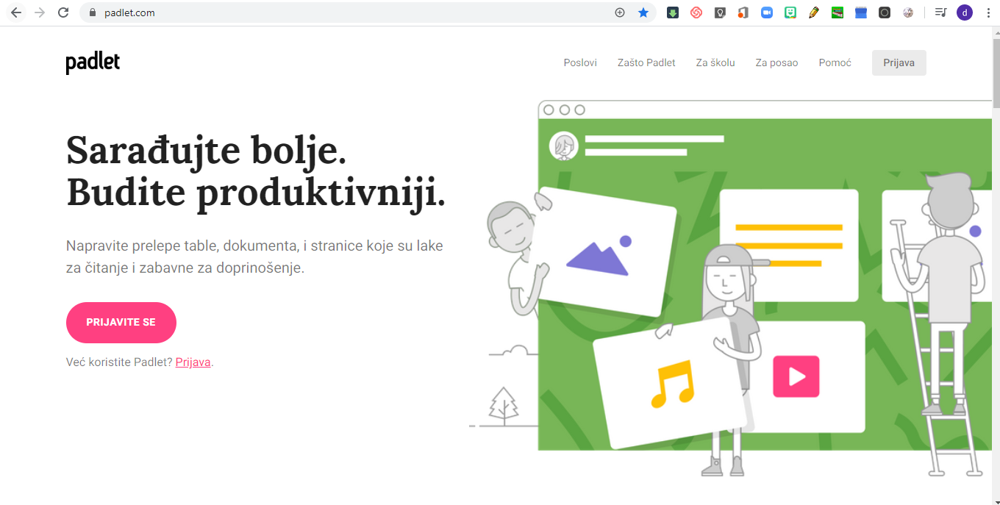 padlet.com
d
padlet
Poslovi Zašto Padlet Za školu Za posao Pomoć Prijava
Sarađujte bolje.
Budite produktivniji.
Napravite prelepe table, dokumenta, i stranice koje su lake
za čitanje i zabavne za doprinošenje.
PRIJAVITE SE
Već koristite Padlet? Prijava.